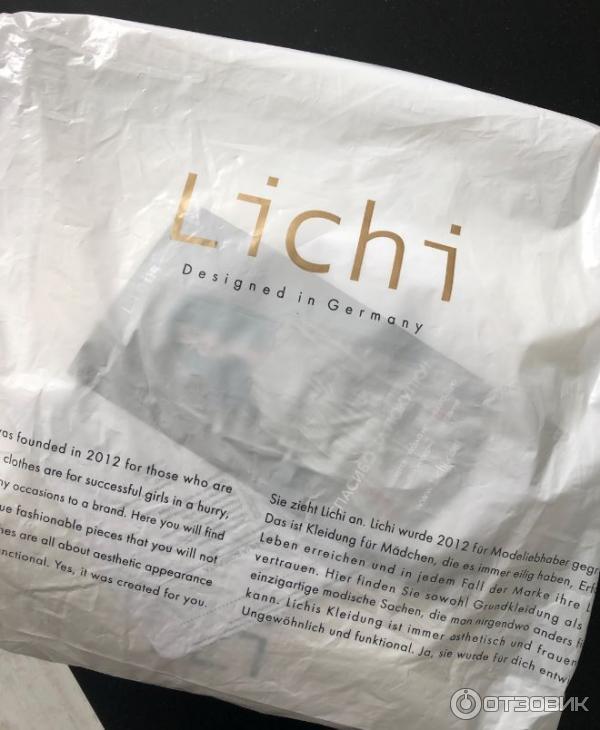 Lichi
Designed in Germany
was founded in 2012 for those who are
clothes are for successful girls in a hurry,
occasions to a brand. Here you will find
fashionable pieces that you will not
are all about aesthetic appearance
Yes, it was created for you.
Sie zieht Lichi an. Lichi wurde 2012 für Modeliebhaber gegr
Das ist Kleidung für Mädchen, die es immer eilig haben, Erf
Leben erreichen und in jedem Fall der Marke ihre L
vertrauen. Hier finden Sie sowohl Grundkleidung als
einzigartige modische Sachen, die man nirgendwo anders fi
kann. Lichis Kleidung ist immer ästhetisch und frauen
Ungewöhnlich und funktional. Ja, sie wurde für dich entwi
ОТЗОВИК